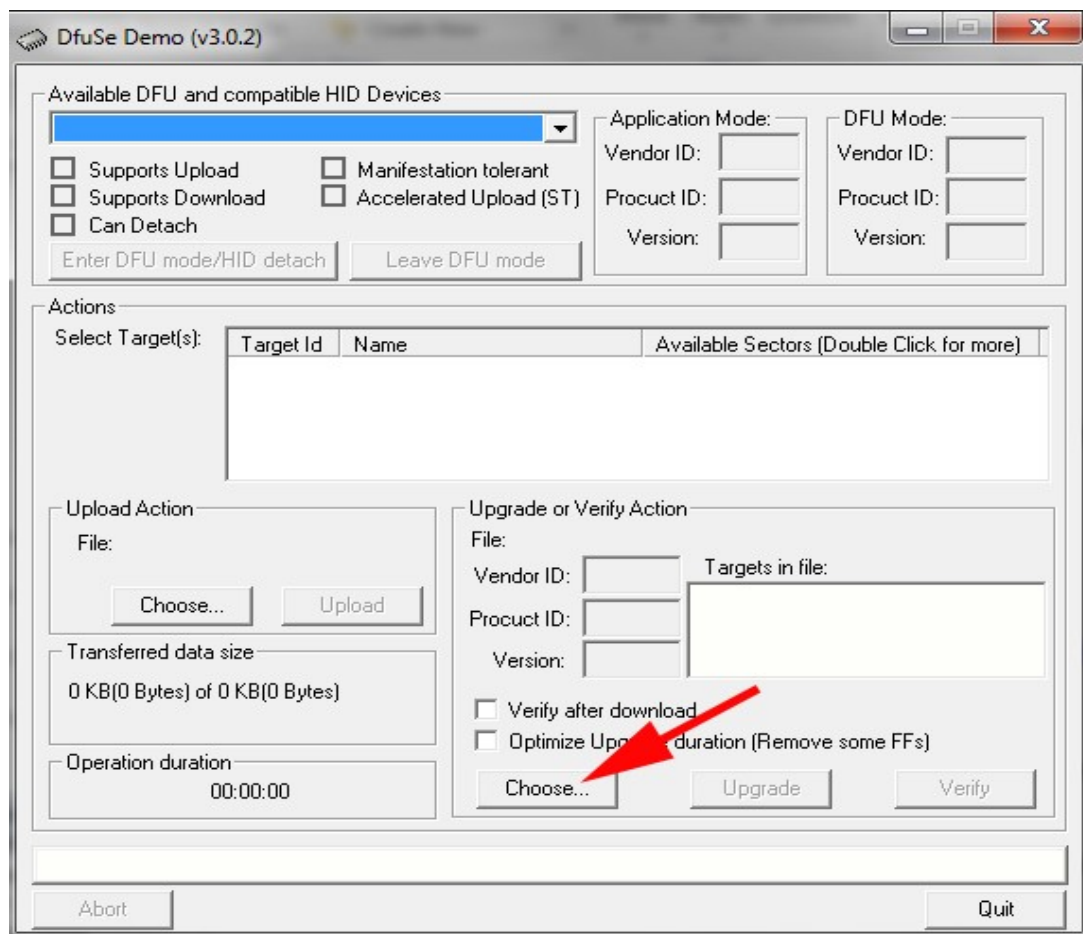 DfuSe Demo (v3.0.2)
Available DFU and compatible HID Devices
Supports Upload
Manifestation tolerant
Supports Download
Accelerated Upload (ST)
Can Detach
Enter DFU mode/HID detach
Leave DFU mode
Application Mode:
Vendor ID:
Procuct ID:
Version:
DFU Mode:
Vendor ID:
Procuct ID:
Version:
Actions
Select Target(s):
Target Id
Name
Available Sectors (Double Click for more)
Upload Action
File:
Choose...
Upload
Transferred data size
0 KB(0 Bytes) of 0 KB(0 Bytes)
Operation duration
00:00:00
Upgrade or Verify Action
File:
Vendor ID:
Procuct ID:
Version:
Targets in file:
Verify after download
Optimize Upgrade duration (Remove some FFs)
Choose...
Upgrade
Verify
Abort
Quit